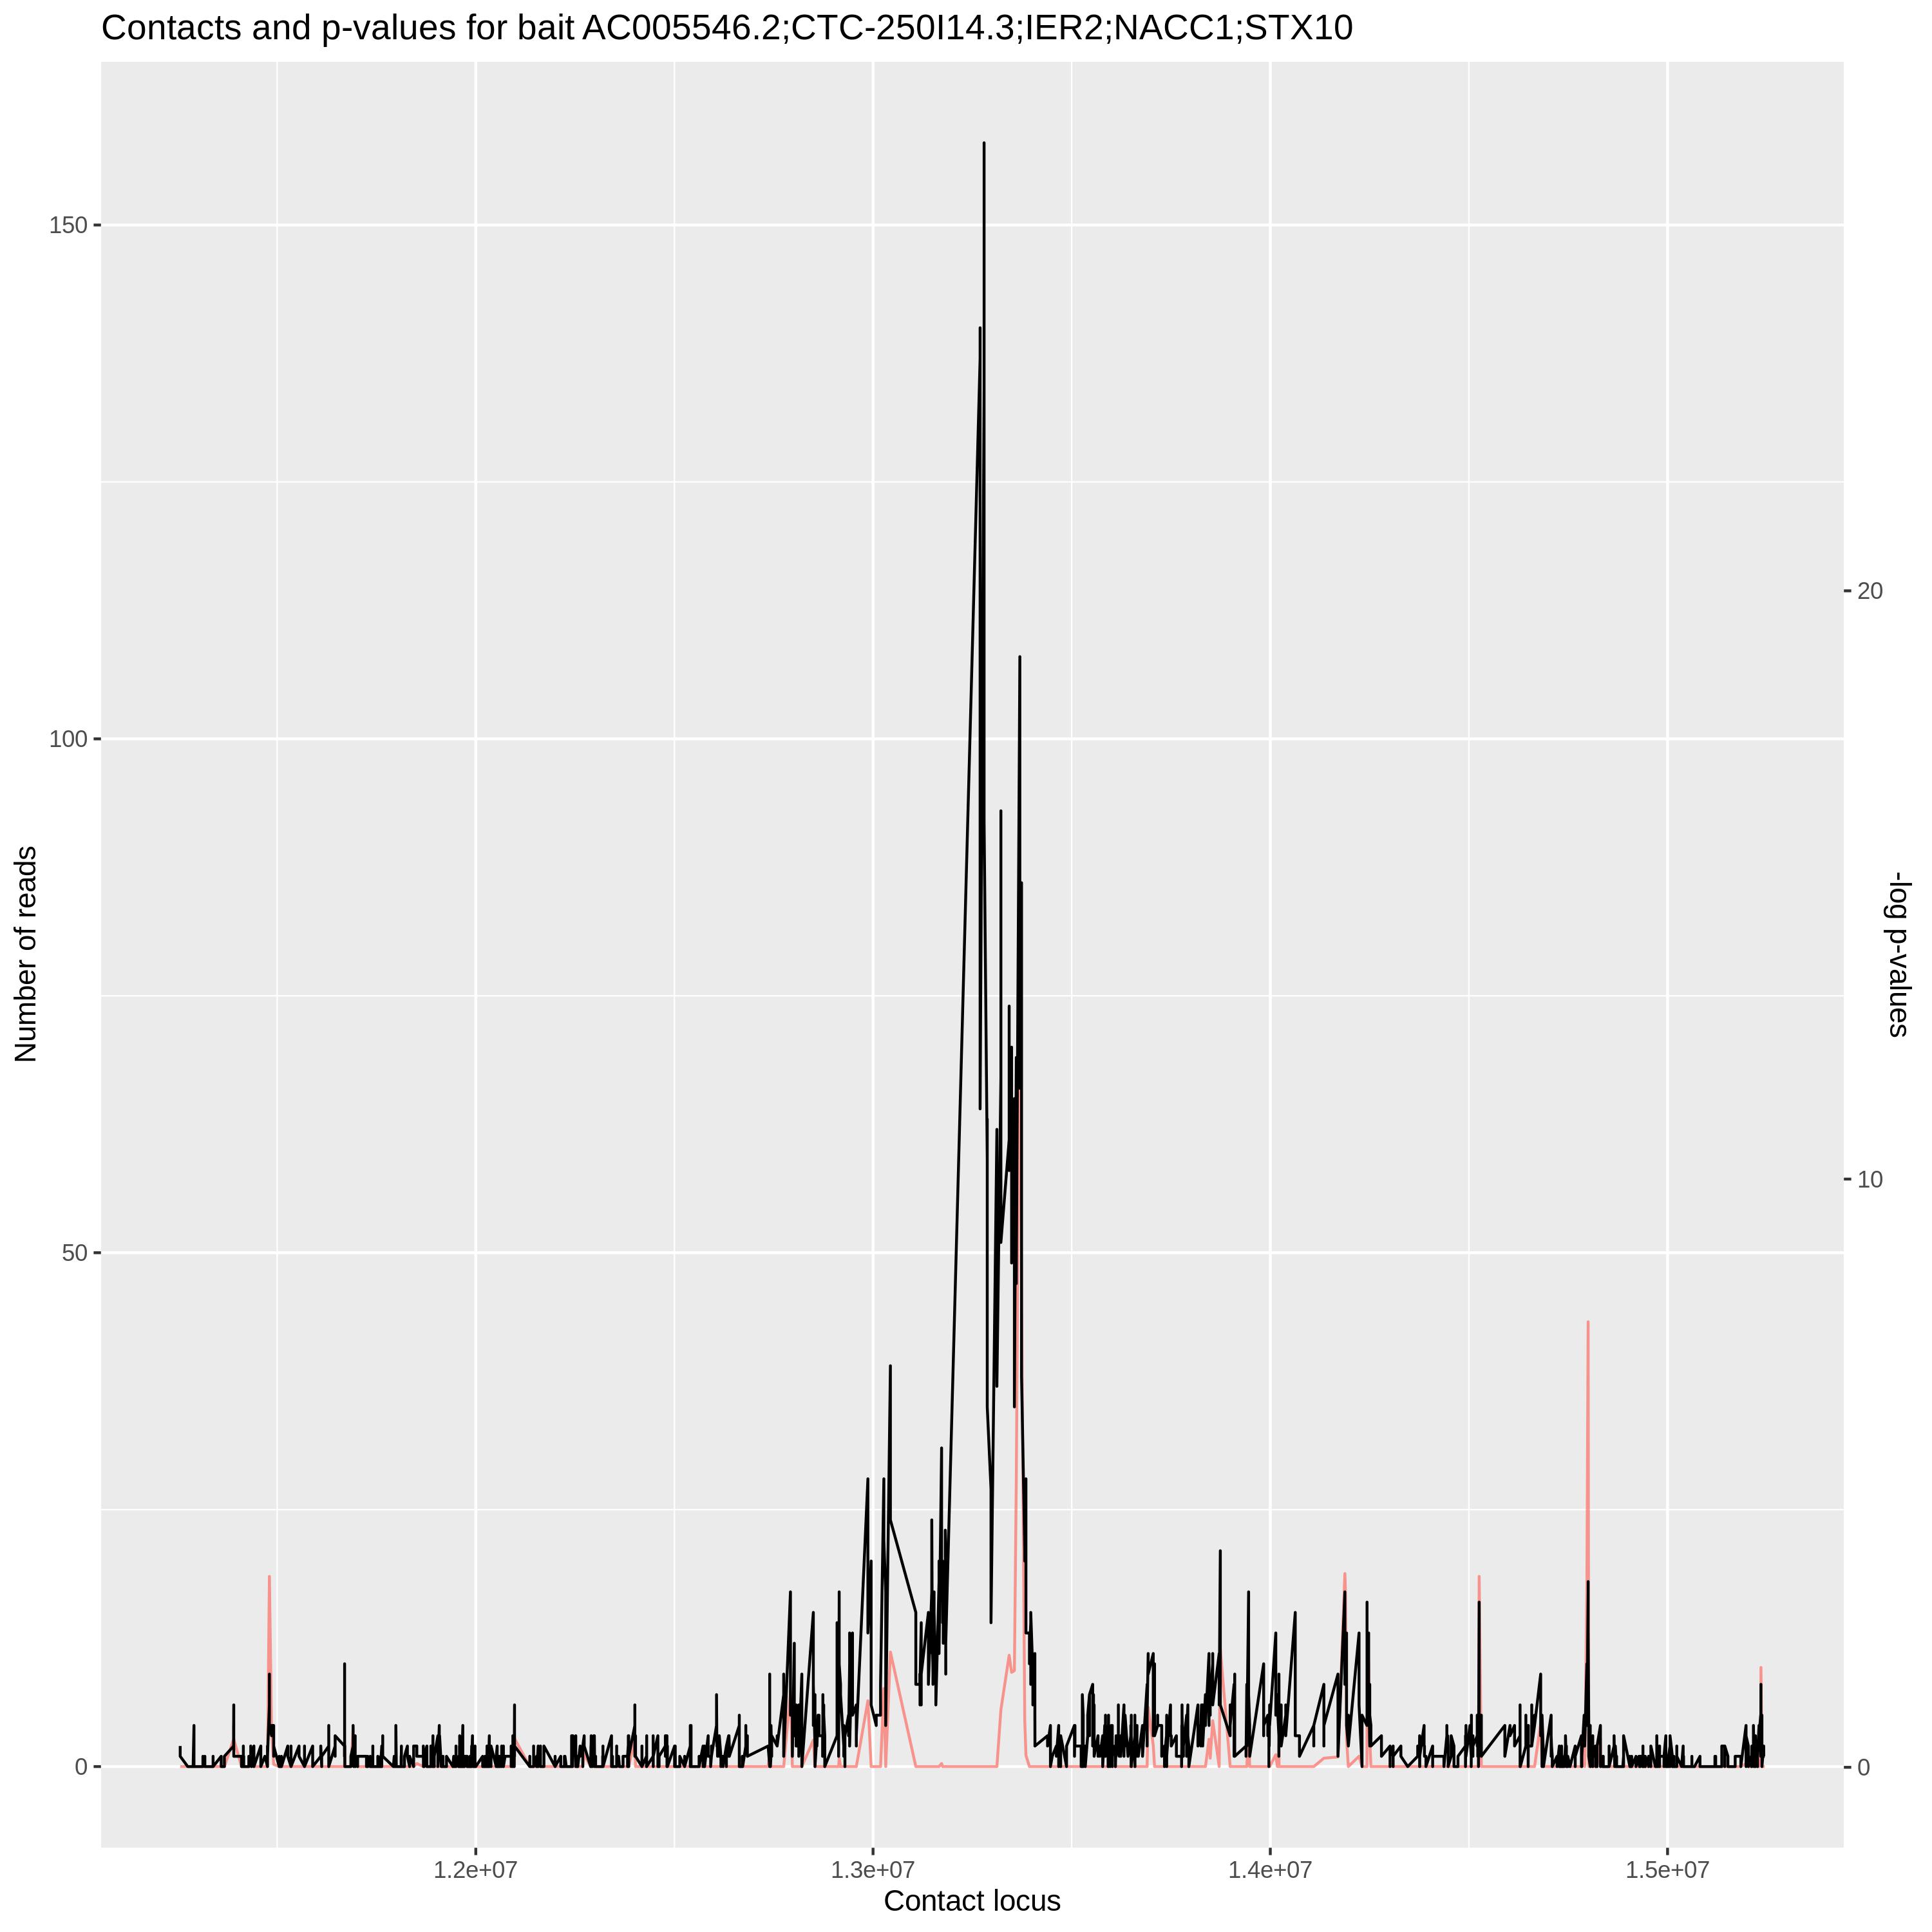 Contacts and p-values for bait AC005546.2;CTC-250I14.3;IER2;NACC1;STX10
150
100
50
0
Number of reads
20
10
0
-log p-values
1.2e+07
1.3e+07
1.4e+07
1.5e+07
Contact locus